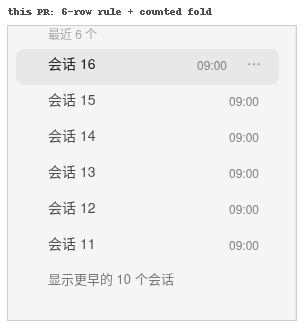 this PR: 6-row rule + counted fold
最近 6 个
会话 16 09:00 ...
会话 15 09:00
会话 14 09:00
会话 13 09:00
会话 12 09:00
会话 11 09:00
显示更早的 10 个会话